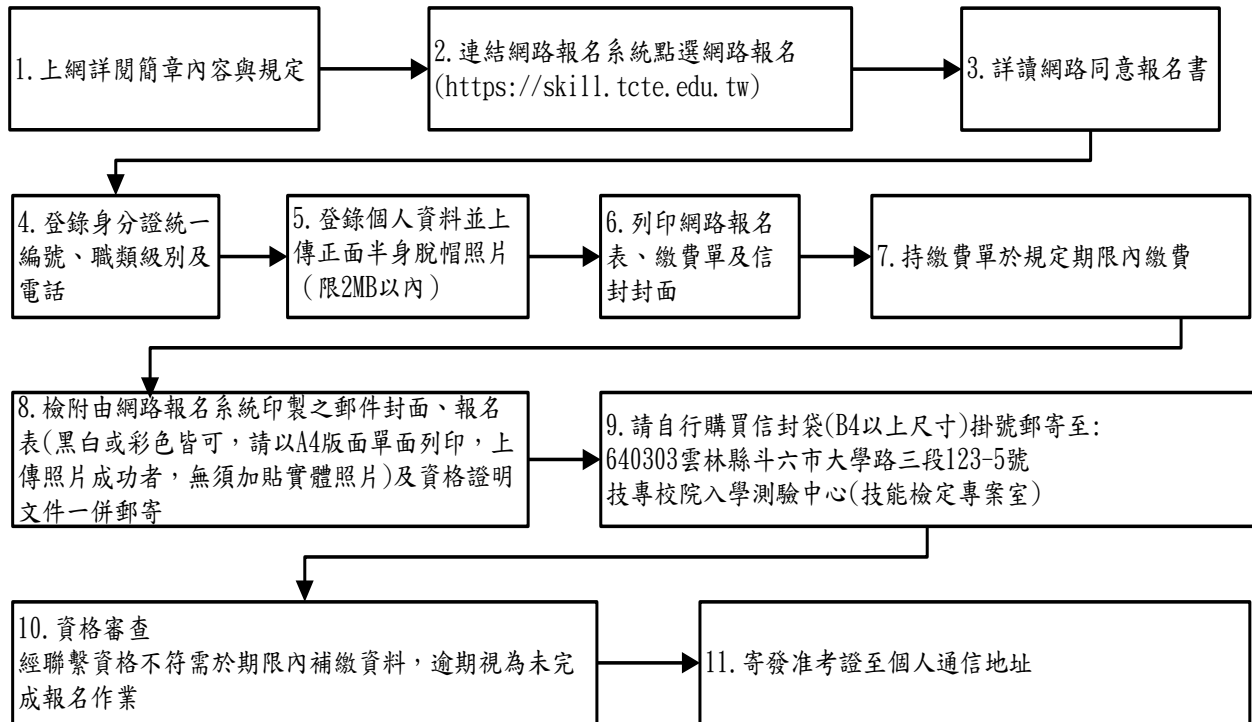 1.上網詳閱簡章內容與規定
2.連結網路報名系統點選網路報名
(https://skill.tcte.edu.tw)
3.詳讀網路同意報名書
4.登錄身分證統一
編號、職類級別及
電話
5.登錄個人資料並上
傳正面半身脫帽照片
(限2MB以內)
6.列印網路報名
表、繳費單及信
封封面
7.持繳費單於規定期限內繳費
8.檢附由網路報名系統印製之郵件封面、報名
表(黑白或彩色皆可，請以A4版面單面列印，上
傳照片成功者，無須加貼實體照片)及資格證明
文件一併郵寄
9.請自行購買信封袋(B4以上尺寸)掛號郵寄至:
640303雲林縣斗六市大學路三段123-5號
技專校院入學測驗中心(技能檢定專案室)
10.資格審查
經聯繫資格不符需於期限內補繳資料，逾期視為未完
成報名作業
11.寄發准考證至個人通信地址